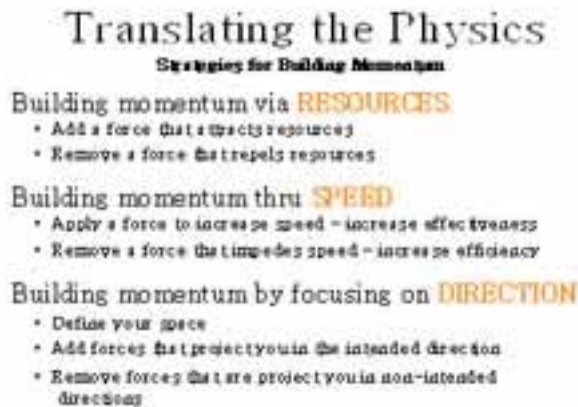 Translating the Physics
Strategies for Building Momentum
Building momentum via RESOURCES
• Add a force that attracts resources
• Remove a force that repels resources
Building momentum thru SPEED
• Apply a force to increase speed – increase effectiveness
• Remove a force that impedes speed – increase efficiency
Building momentum by focusing on DIRECTION
• Define your space
• Add forces that project you in the intended direction
• Remove forces that are project you in non-intended
directions